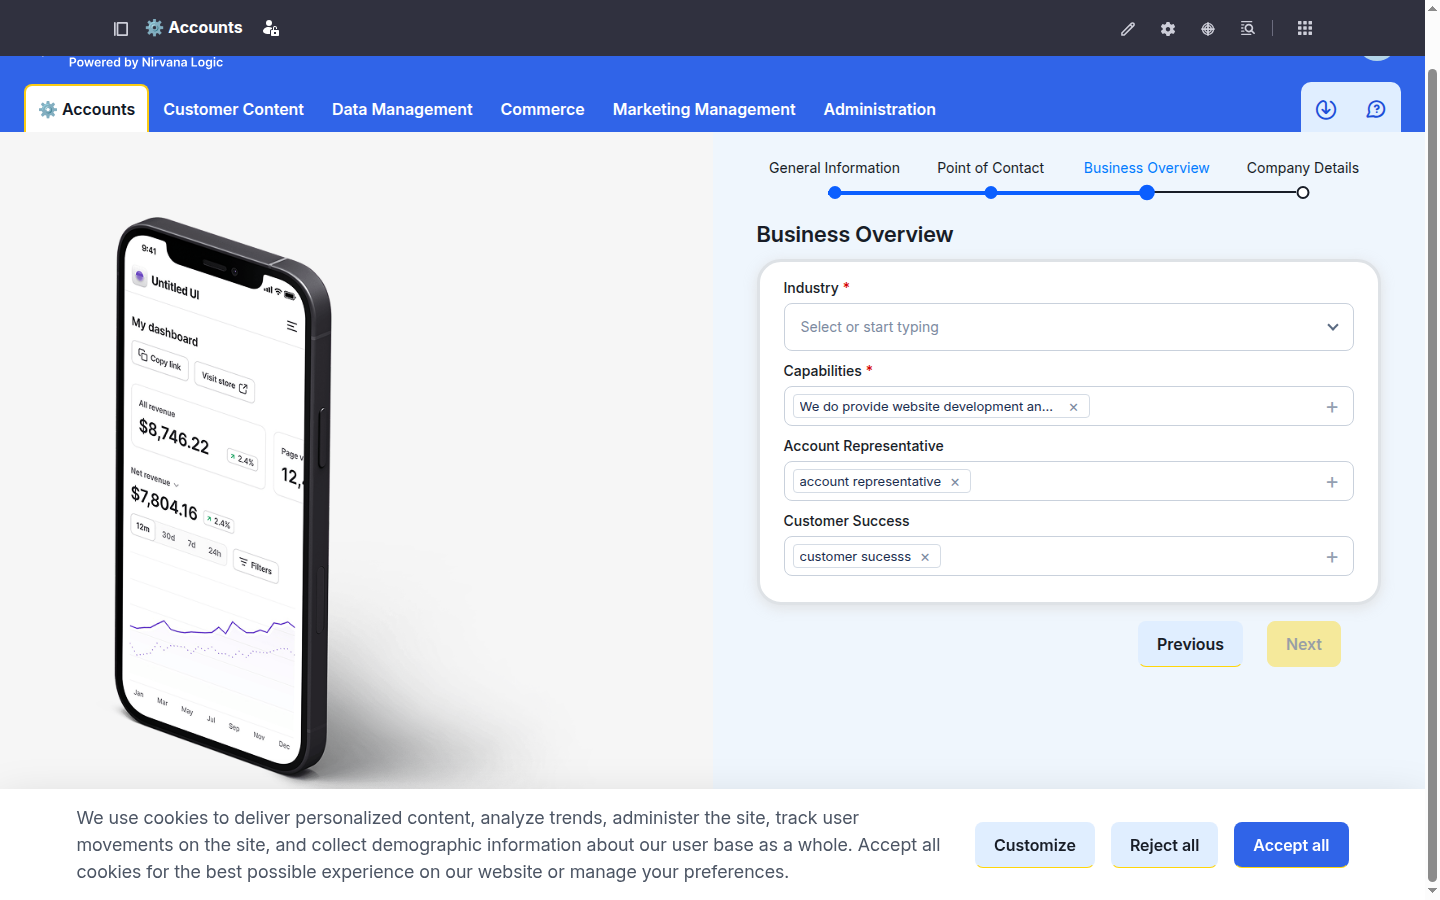 ⚙️ Accounts
Powered by Nirvana Logic
⚙️ Accounts
Customer Content
Data Management
Commerce
Marketing Management
Administration
9:41
Untitled UI
My dashboard
Copy link
Visit store
All revenue
$8,746.22
2.4%
Page v
12,
Net revenue
$7,804.16
2.4%
12m
30d
7d
24h
Filters
Jan
Mar
May
Jul
Sep
Nov
Dec
General Information
Point of Contact
Business Overview
Company Details
Business Overview
Industry *
Select or start typing
Capabilities *
We do provide website development an...
Account Representative
account representative
Customer Success
customer sucesss
Previous
Next
We use cookies to deliver personalized content, analyze trends, administer the site, track user
movements on the site, and collect demographic information about our user base as a whole. Accept all
cookies for the best possible experience on our website or manage your preferences.
Customize
Reject all
Accept all